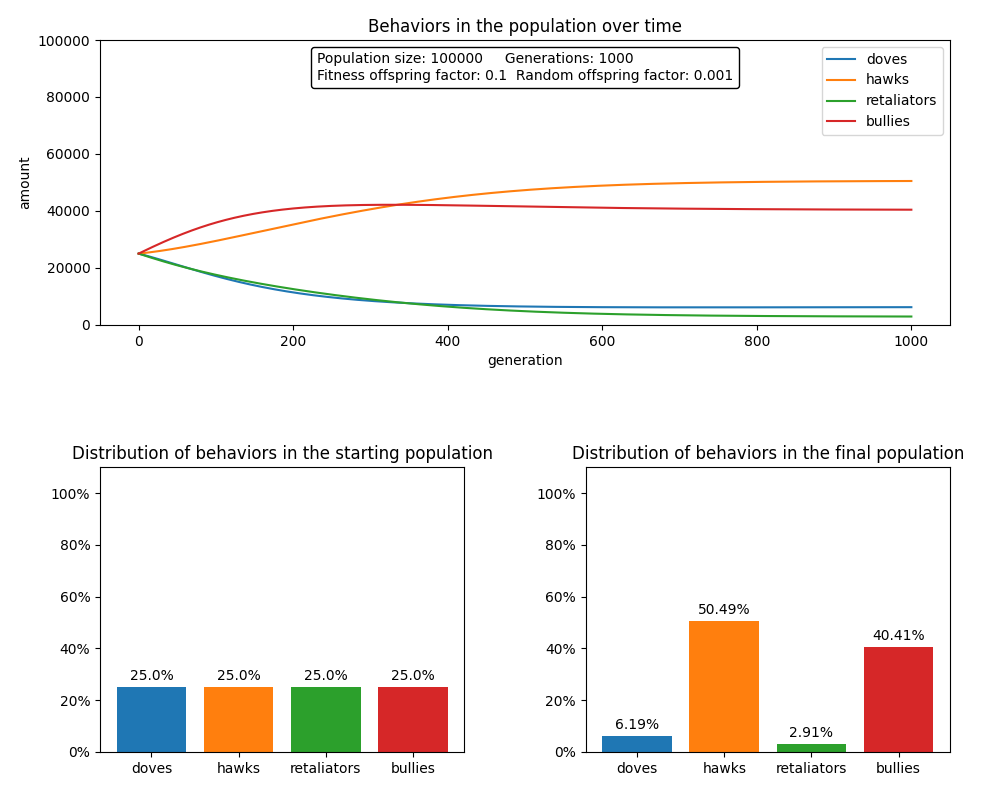 Behaviors in the population over time
100000
80000
60000
40000
20000
0
amount
Population size: 100000     Generations: 1000
Fitness offspring factor: 0.1  Random offspring factor: 0.001
doves
hawks
retaliators
bullies
0 200 400 600 800 1000
generation
Distribution of behaviors in the starting population
100%
80%
60%
40%
20%
0%
25.0% 25.0% 25.0% 25.0%
doves hawks retaliators bullies
Distribution of behaviors in the final population
100%
80%
60%
40%
20%
0%
6.19% 50.49% 2.91% 40.41%
doves hawks retaliators bullies